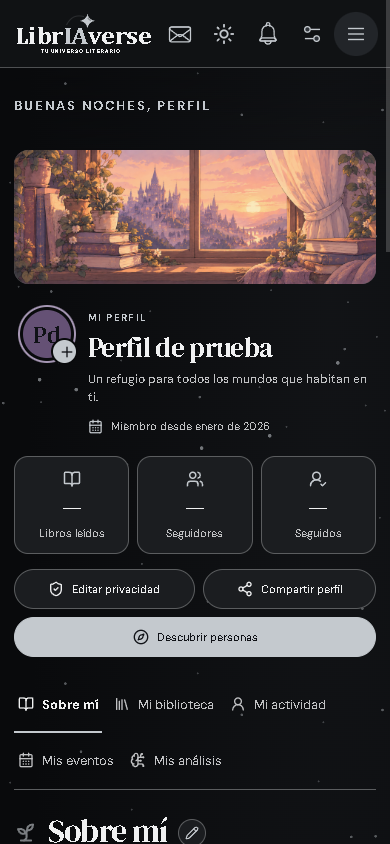 LibrIAverse
TU UNIVERSO LITERARIO
BUENAS NOCHES, PERFIL
Pd
MI PERFIL
Perfil de prueba
Un refugio para todos los mundos que habitan en
ti.
Miembro desde enero de 2026
— — —
Libros leídos Seguidores Seguidos
Editar privacidad Compartir perfil
Descubrir personas
Sobre mí Mi biblioteca Mi actividad
Mis eventos Mis análisis
Sobre mí